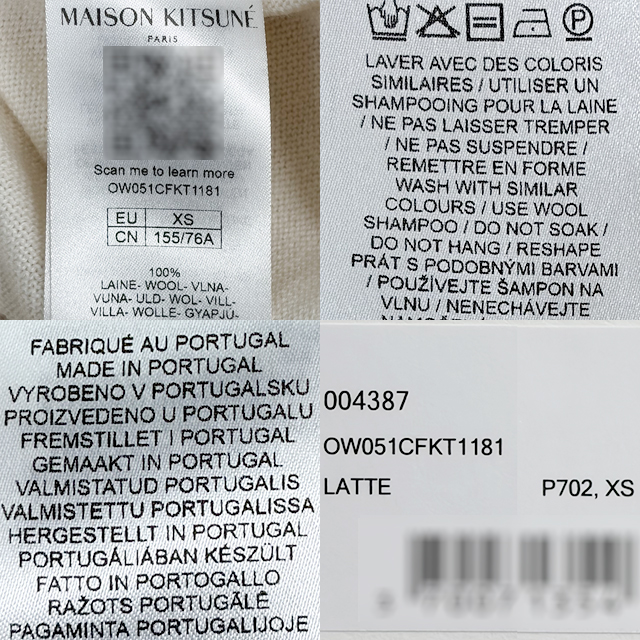 MAISON KITSUNÉ
PARIS
Scan me to learn more
OW051CFKT1181
EU XS
CN 155/76A
100%
LAINE- WOOL- VLNA-
VUNA- ULD- WOL- VILL-
VILLA- WOLLE- GYAPJÚ-
LAVER AVEC DES COLORIS
SIMILAIRES / UTILISER UN
SHAMPOOING POUR LA LAINE
/ NE PAS LAISSER TREMPER
/ NE PAS SUSPENDRE /
REMETTRE EN FORME
WASH WITH SIMILAR
COLOURS / USE WOOL
SHAMPOO / DO NOT SOAK /
DO NOT HANG / RESHAPE
PRÁT S PODOBNÝMI BARVAMI
/ POUŽÍVEJTE ŠAMPON NA
VLNU / NENECHÁVEJTE
FABRIQUÉ AU PORTUGAL
MADE IN PORTUGAL
VYROBENO V PORTUGALSKU
PROIZVEDENO U PORTUGALU
FREMSTILLET I PORTUGAL
GEMAAKT IN PORTUGAL
VALMISTATUD PORTUGALIS
VALMISTETTU PORTUGALISSA
HERGESTELLT IN PORTUGAL
PORTUGÁLIÁBAN KÉSZÜLT
FATTO IN PORTOGALLO
RAŽOTS PORTUGĀLĒ
PAGAMINTA PORTUGALIJOJE
004387
OW051CFKT1181
LATTE P702, XS